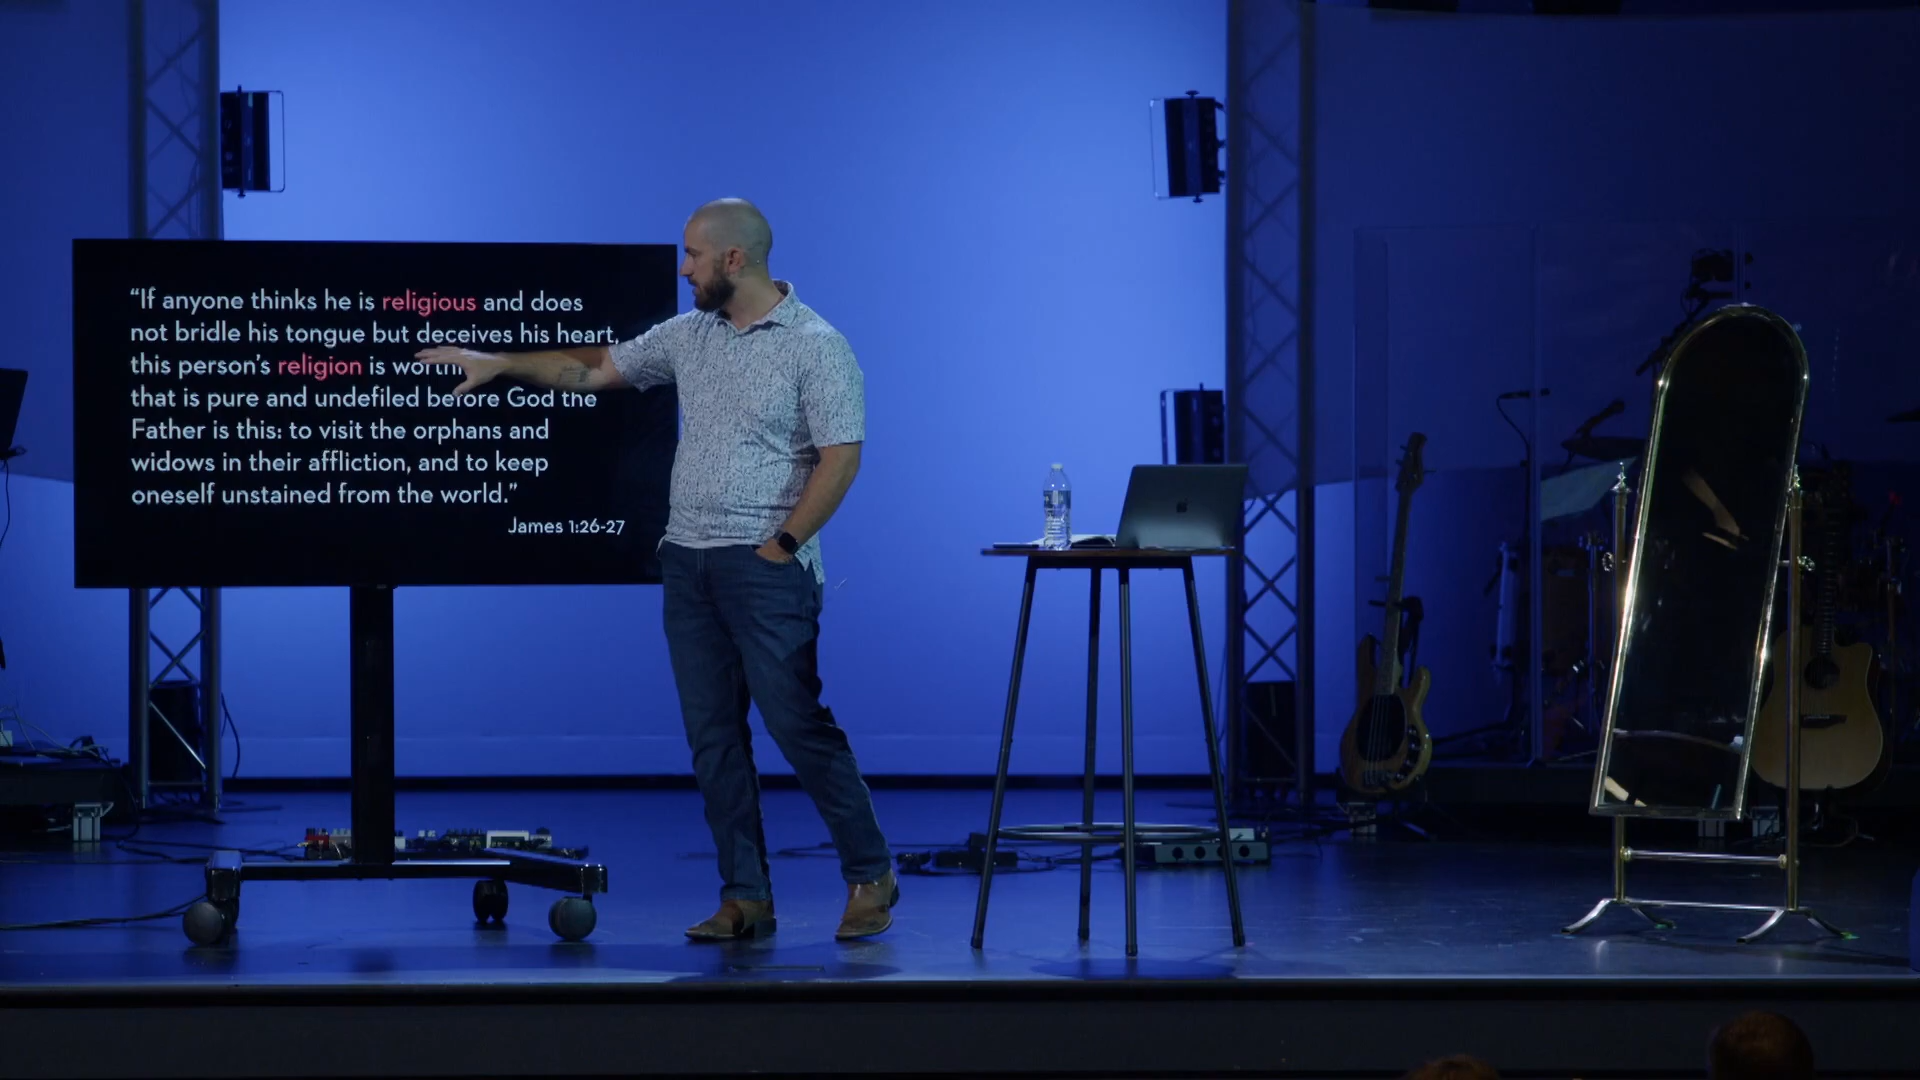 “If anyone thinks he is religious and does
not bridle his tongue but deceives his heart,
this person’s religion is
that is pure and undefiled before God the
Father is this: to visit the orphans and
widows in their affliction, and to keep
oneself unstained from the world.”
James 1:26-27